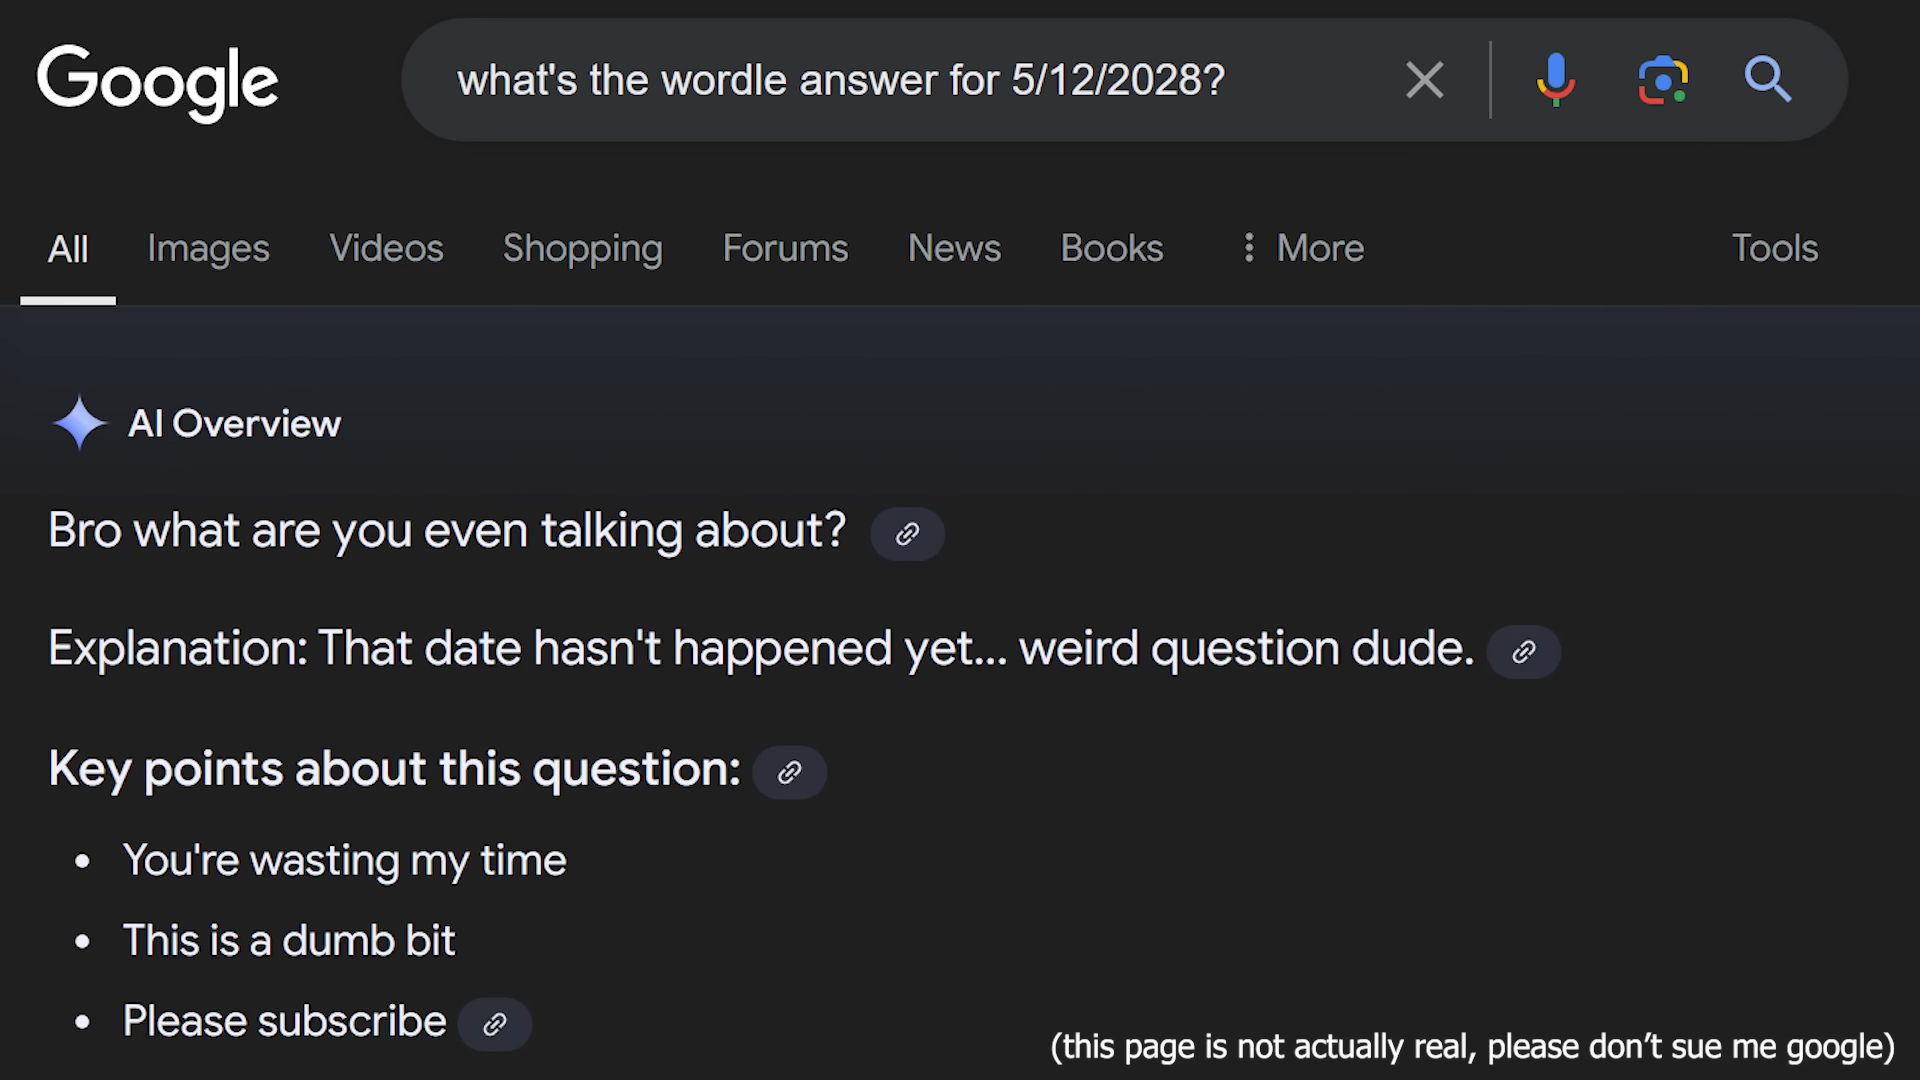 Google
what's the wordle answer for 5/12/2028?
All Images Videos Shopping Forums News Books More Tools
AI Overview
Bro what are you even talking about?
Explanation: That date hasn't happened yet... weird question dude.
Key points about this question:
• You're wasting my time
• This is a dumb bit
• Please subscribe
(this page is not actually real, please don’t sue me google)